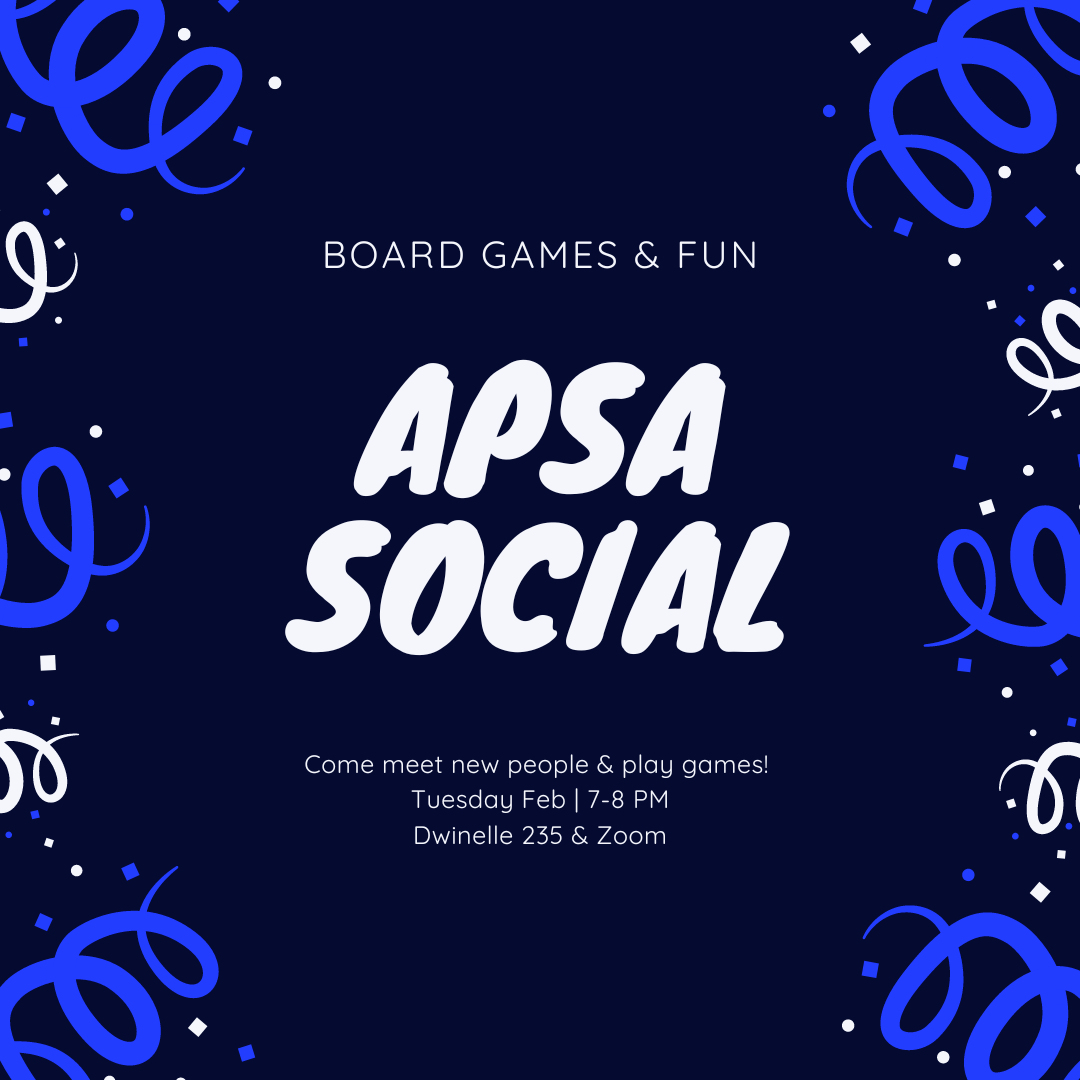 BOARD GAMES & FUN
APSA
SOCIAL
Come meet new people & play games!
Tuesday Feb | 7-8 PM
Dwinelle 235 & Zoom